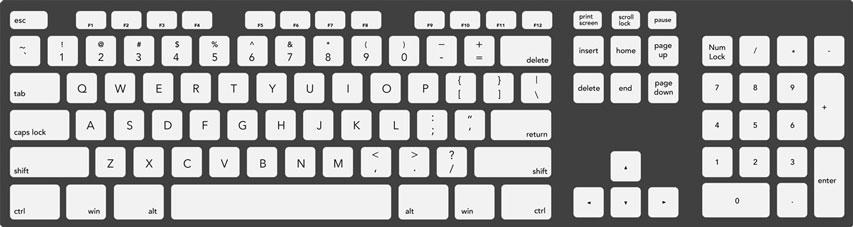 esc F1 F2 F3 F4 F5 F6 F7 F8 F9 F10 F11 F12 print screen scroll lock pause
~ ` ! 1 @ 2 # 3 $ 4 % 5 ^ 6 & 7 * 8 ( 9 ) 0 – - + = delete insert home page up Num Lock / * -
tab Q W E R T Y U I O P { [ } ] | \ delete end page down 7 8 9 +
caps lock A S D F G H J K L : ; “ ‘ return 4 5 6
shift Z X C V B N M < , > . ? / shift ▲ 1 2 3 enter
ctrl win alt alt win ctrl ◄ ▼ ► 0 .